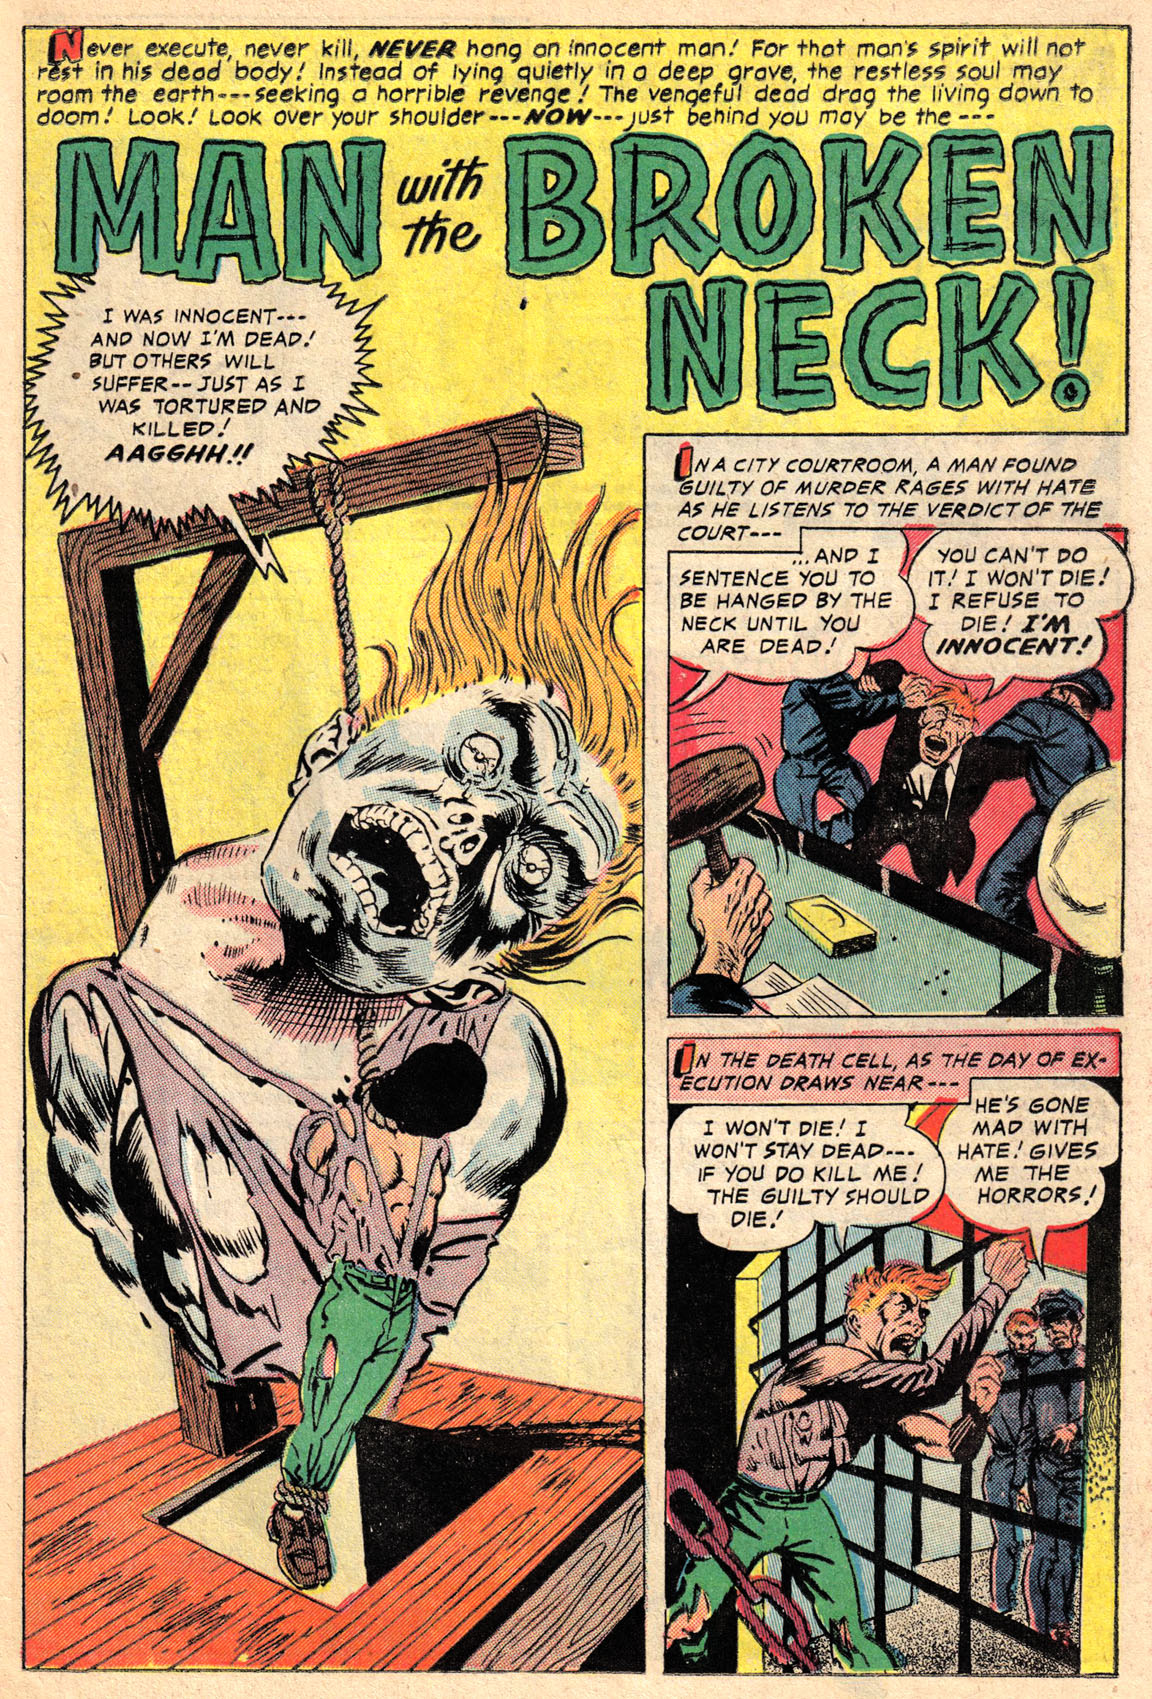 Never execute, never kill, NEVER hang an innocent man! For that man's spirit will not
rest in his dead body! Instead of lying quietly in a deep grave, the restless soul may
roam the earth---seeking a horrible revenge! The vengeful dead drag the living down to
doom! Look! Look over your shoulder---NOW---just behind you may be the---
MAN with the BROKEN
NECK!
I WAS INNOCENT---
AND NOW I'M DEAD!
BUT OTHERS WILL
SUFFER--JUST AS I
WAS TORTURED AND
KILLED!
AAGGHH!!
IN A CITY COURTROOM, A MAN FOUND
GUILTY OF MURDER RAGES WITH HATE
AS HE LISTENS TO THE VERDICT OF THE
COURT---
...AND I
SENTENCE YOU TO
BE HANGED BY THE
NECK UNTIL YOU
ARE DEAD!
YOU CAN'T DO
IT! I WON'T DIE!
I REFUSE TO
DIE! I'M
INNOCENT!
IN THE DEATH CELL, AS THE DAY OF EX-
ECUTION DRAWS NEAR---
I WON'T DIE! I
WON'T STAY DEAD---
IF YOU DO KILL ME!
THE GUILTY SHOULD
DIE!
HE'S GONE
MAD WITH
HATE! GIVES
ME THE
HORRORS!